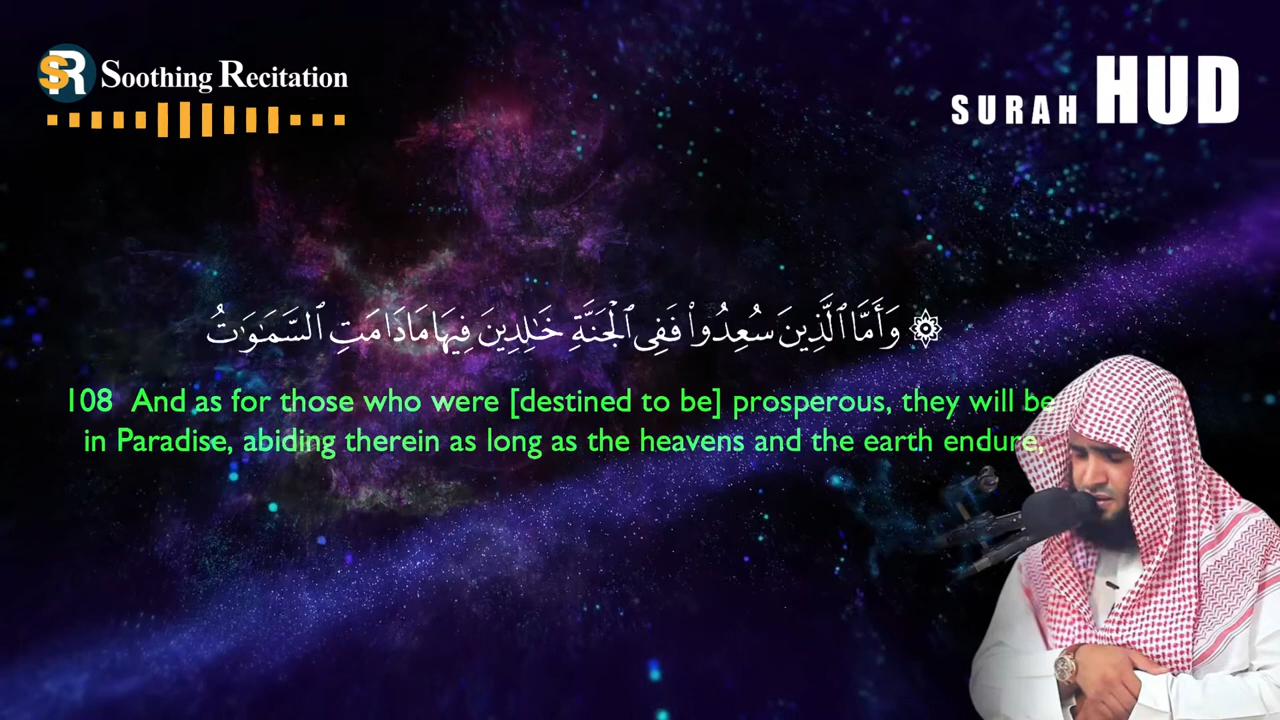 SR Soothing Recitation
SURAH HUD
۞ وَأَمَّا ٱلَّذِينَ سُعِدُوا۟ فَفِى ٱلْجَنَّةِ خَـٰلِدِينَ فِيهَا مَا دَامَتِ ٱلسَّمَـٰوَٰتُ
108 And as for those who were [destined to be] prosperous, they will be
in Paradise, abiding therein as long as the heavens and the earth endure,